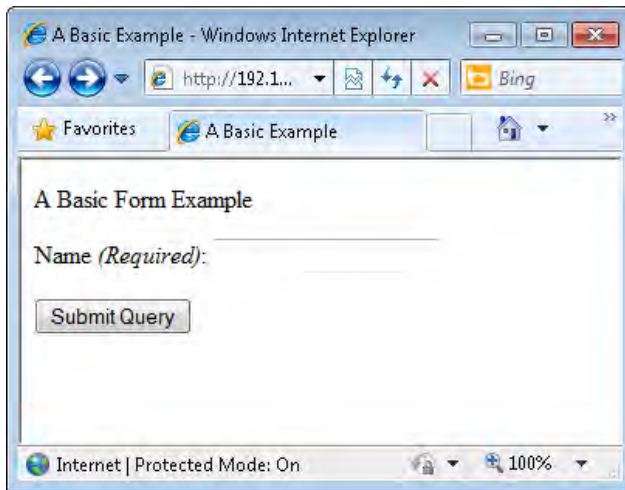 A Basic Example - Windows Internet Explorer
http://192.1...
Bing
Favorites
A Basic Example
»
A Basic Form Example
Name (Required):
Submit Query
Internet | Protected Mode: On
100%